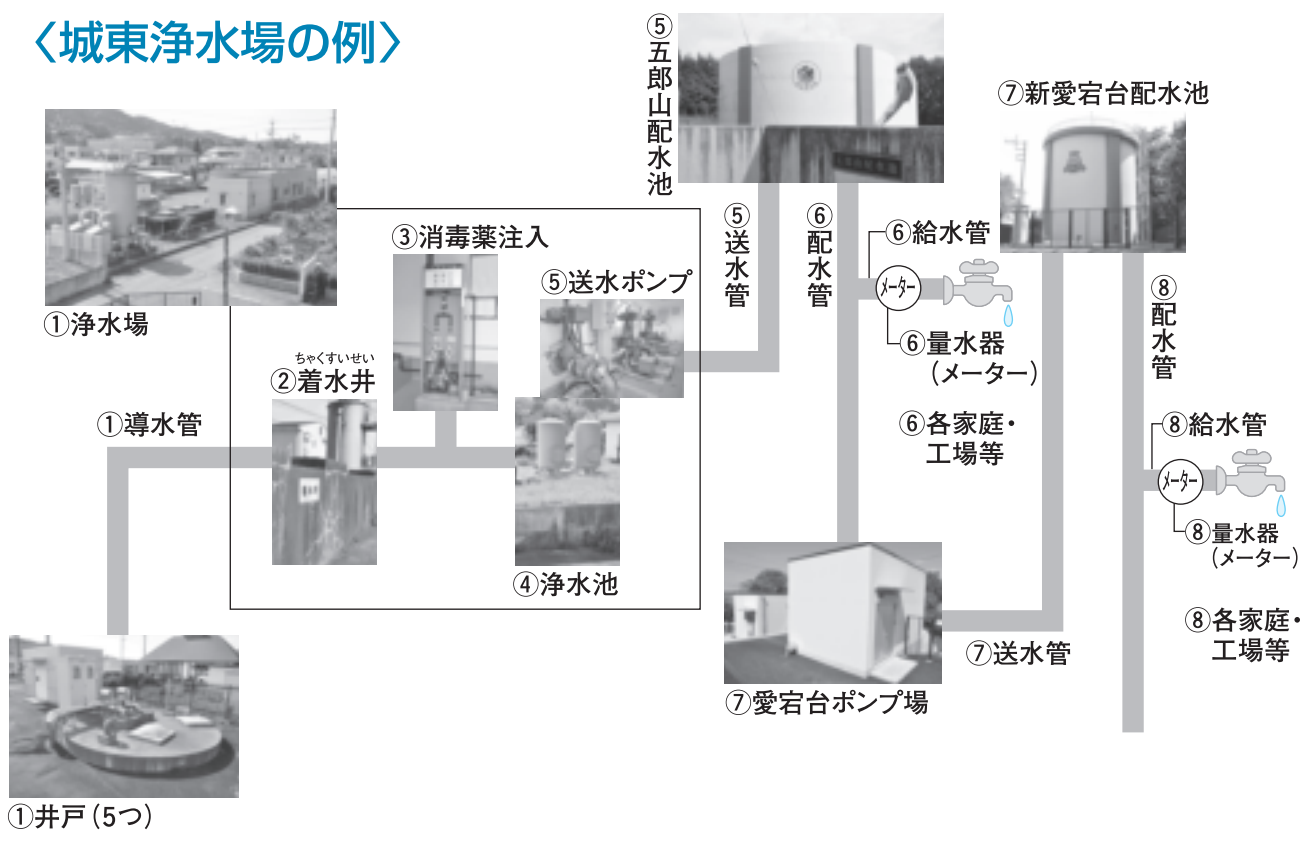 〈城東浄水場の例〉
①浄水場
①導水管
①井戸(5つ)
ちゃくすいせい
②着水井
③消毒薬注入
④浄水池
⑤送水ポンプ
⑤送水管
⑤五郎山配水池
⑥配水管
⑥給水管
メーター
⑥量水器
(メーター)
⑥各家庭・
工場等
⑦愛宕台ポンプ場
⑦送水管
⑦新愛宕台配水池
⑧配水管
⑧給水管
メーター
⑧量水器
(メーター)
⑧各家庭・
工場等